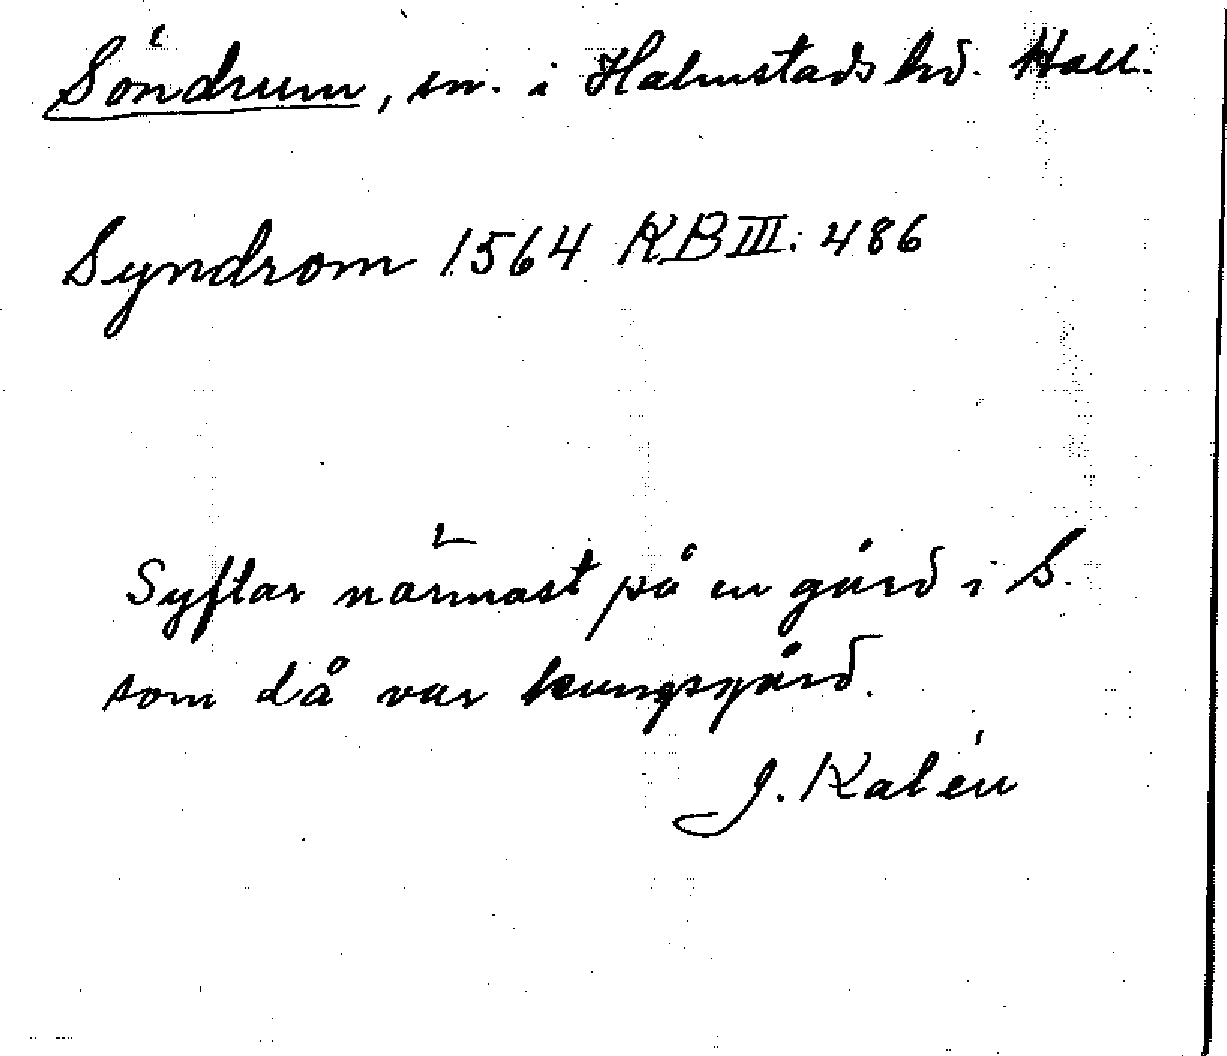 Söndrum, sn. i Halmstads hd. Hall.
Syndrom 1564 KB III: 486
Syftar närmast på en gård i S.
som då var kungsgård.
J. Kalén